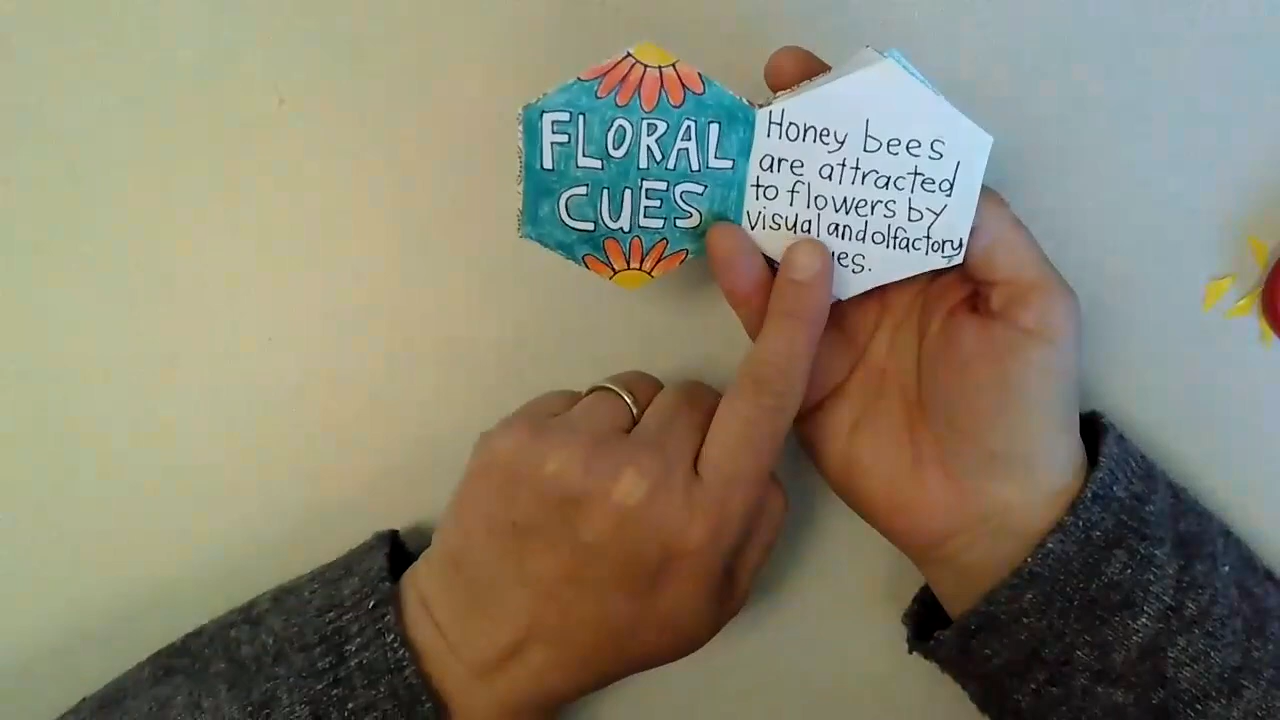 FLORAL
CUES
Honey bees
are attracted
to flowers by
visual and olfactory